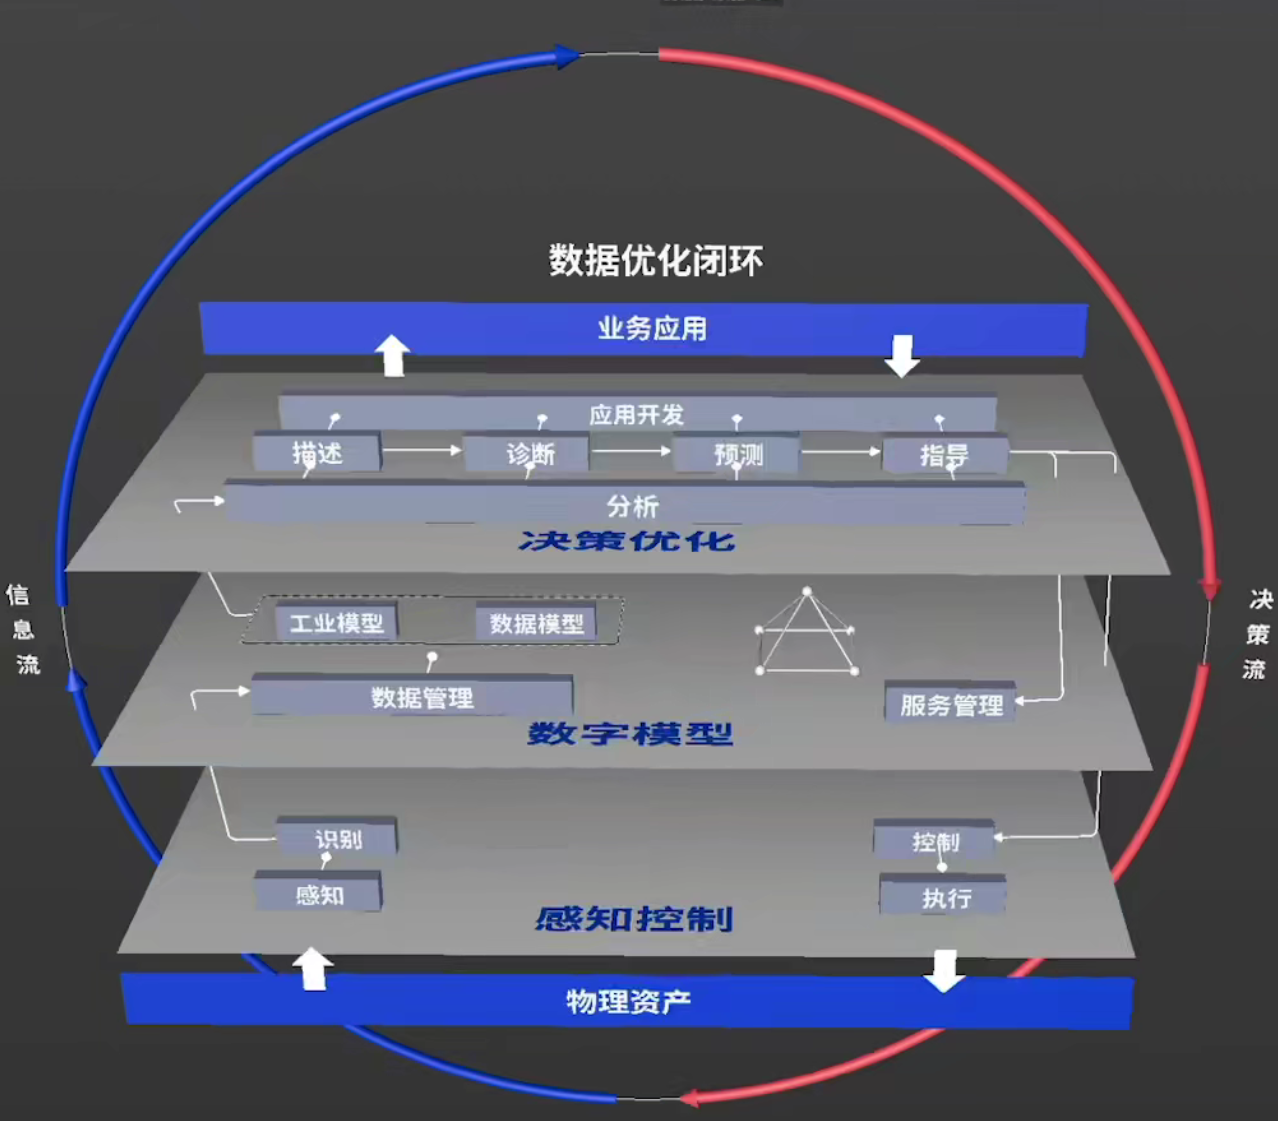 数据优化闭环
业务应用
应用开发
描述
诊断
预测
指导
分析
决策优化
信息流
决策流
工业模型
数据模型
数据管理
服务管理
数字模型
识别
控制
感知
执行
感知控制
物理资产